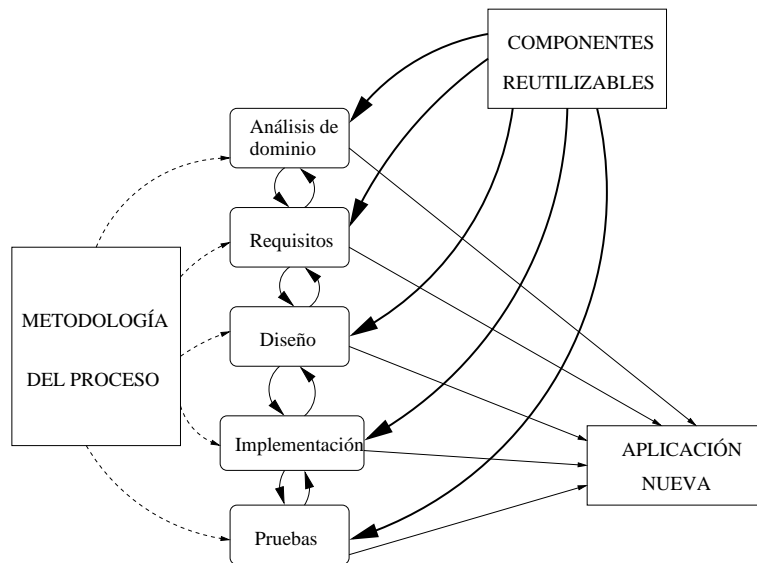 COMPONENTES
REUTILIZABLES
Análisis de
dominio
Requisitos
METODOLOGÍA
DEL PROCESO
Diseño
Implementación
APLICACIÓN
NUEVA
Pruebas